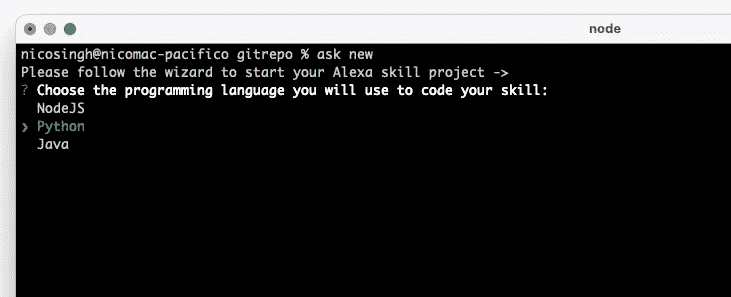 node
nicosingh@nicomac-pacifico gitrepo % ask new
Please follow the wizard to start your Alexa skill project ->
? Choose the programming language you will use to code your skill:
NodeJS
❯ Python
Java